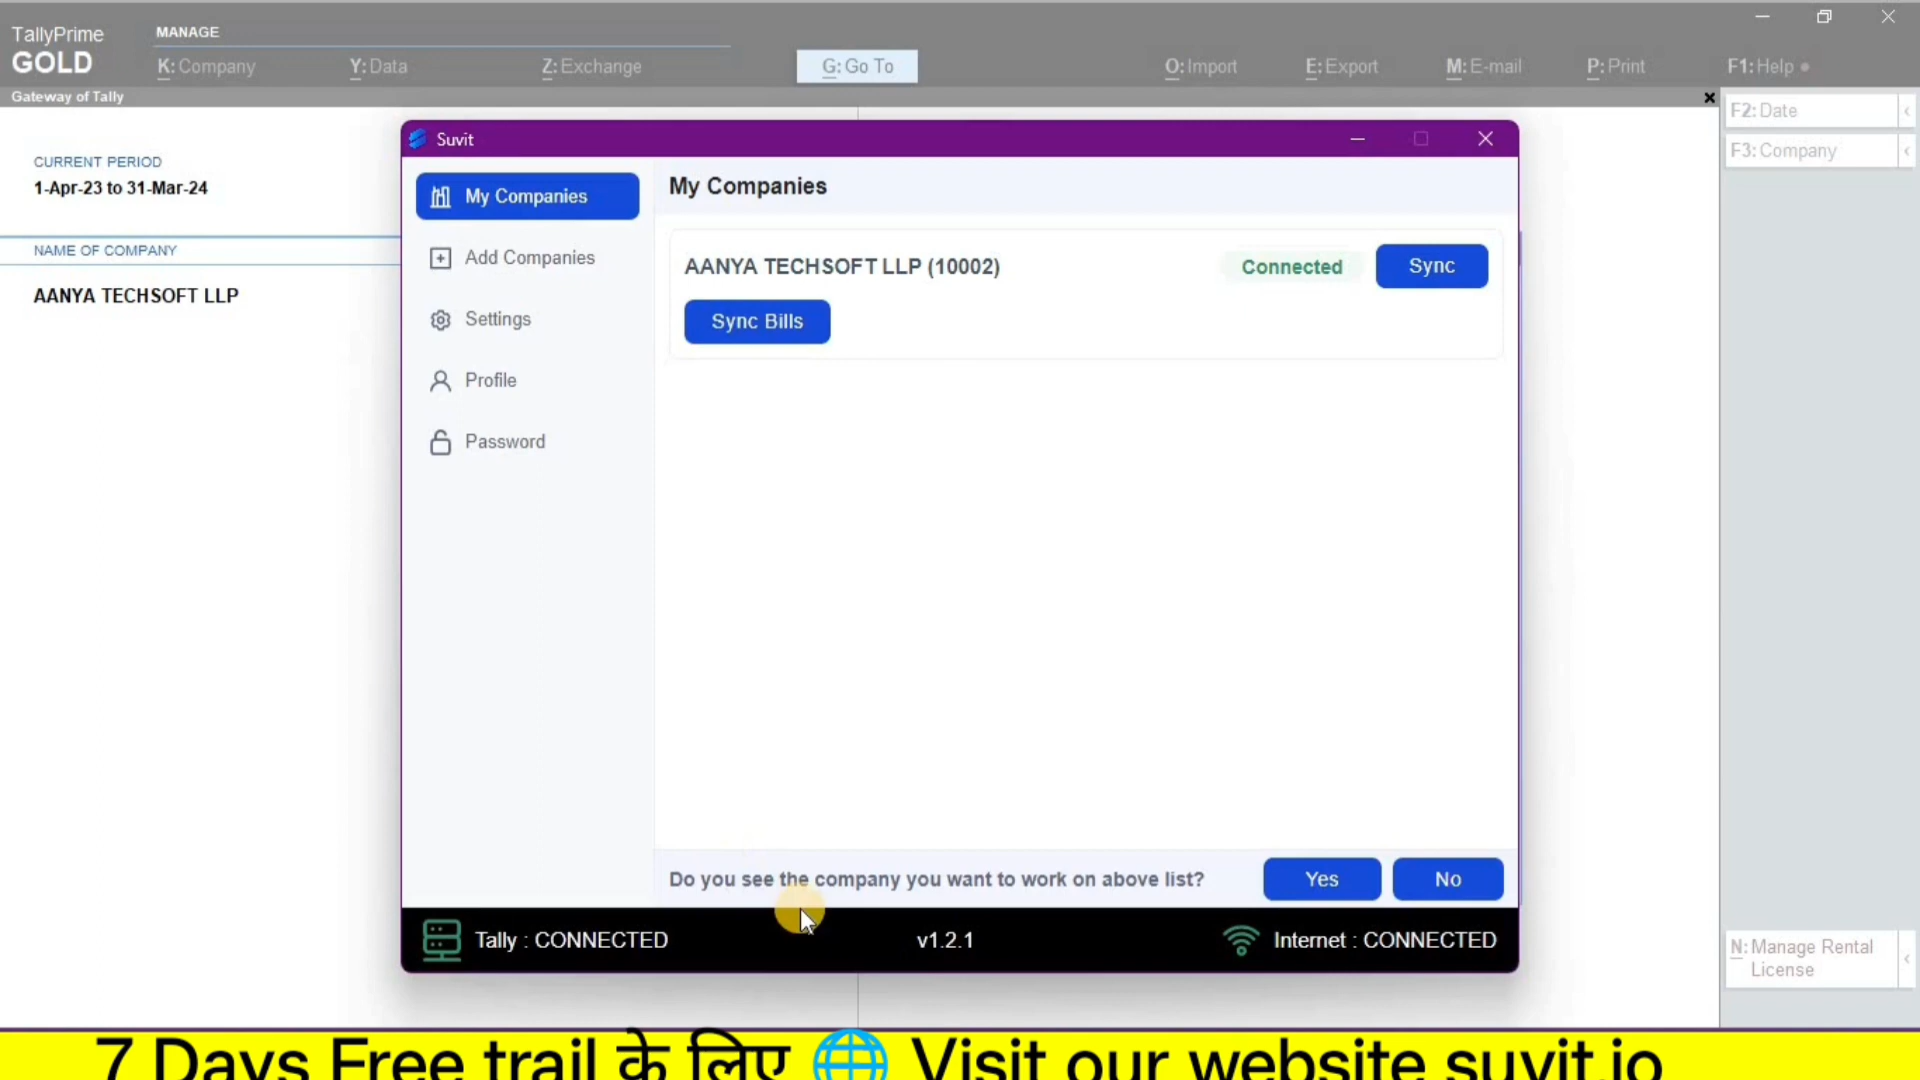 TallyPrime
GOLD
MANAGE
K: Company
Y: Data
Z: Exchange
G: Go To
O: Import
E: Export
M: E-mail
P: Print
F1: Help
Gateway of Tally
CURRENT PERIOD
1-Apr-23 to 31-Mar-24
NAME OF COMPANY
AANYA TECHSOFT LLP
Suvit
My Companies
Add Companies
Settings
Profile
Password
My Companies
AANYA TECHSOFT LLP (10002)
Connected
Sync
Sync Bills
Do you see the company you want to work on above list?
Yes
No
Tally : CONNECTED
v1.2.1
Internet : CONNECTED
F2: Date
F3: Company
N: Manage Rental
License
7 Days Free trail के लिए 🌐 Visit our website suvit.io